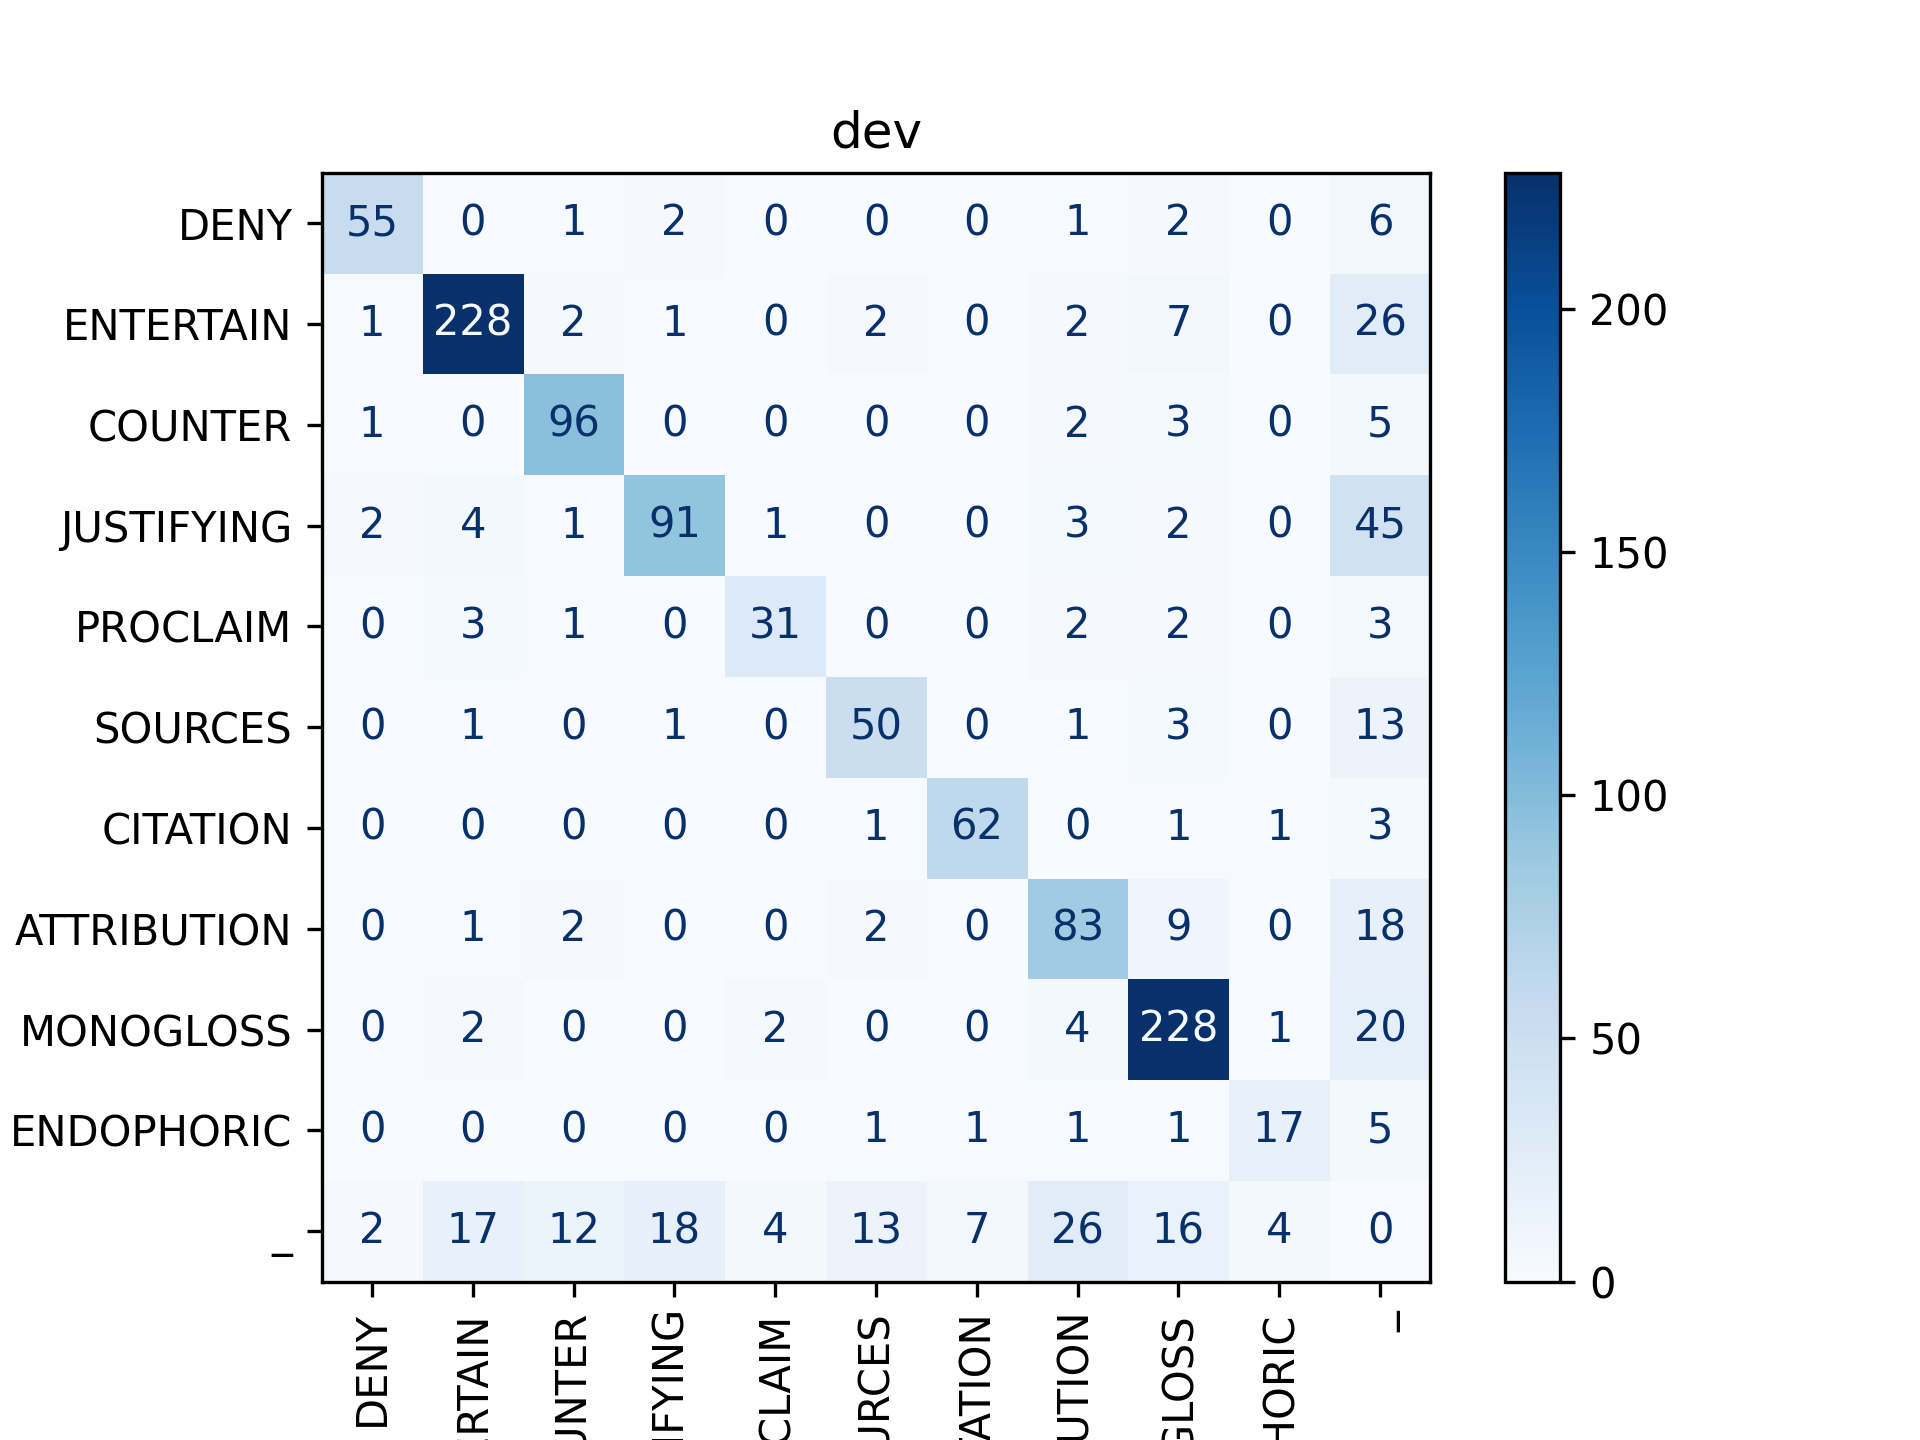 dev
DENY 55 0 1 2 0 0 0 1 2 0 6
ENTERTAIN 1 228 2 1 0 2 0 2 7 0 26
COUNTER 1 0 96 0 0 0 0 2 3 0 5
JUSTIFYING 2 4 1 91 1 0 0 3 2 0 45
PROCLAIM 0 3 1 0 31 0 0 2 2 0 3
SOURCES 0 1 0 1 0 50 0 1 3 0 13
CITATION 0 0 0 0 0 1 62 0 1 1 3
ATTRIBUTION 0 1 2 0 0 2 0 83 9 0 18
MONOGLOSS 0 2 0 0 2 0 0 4 228 1 20
ENDOPHORIC 0 0 0 0 0 1 1 1 1 17 5
_ 2 17 12 18 4 13 7 26 16 4 0
DENY
ERTAIN
UNTER
IFYING
CLAIM
URCES
TATION
UTION
GLOSS
HORIC
_
200
150
100
50
0